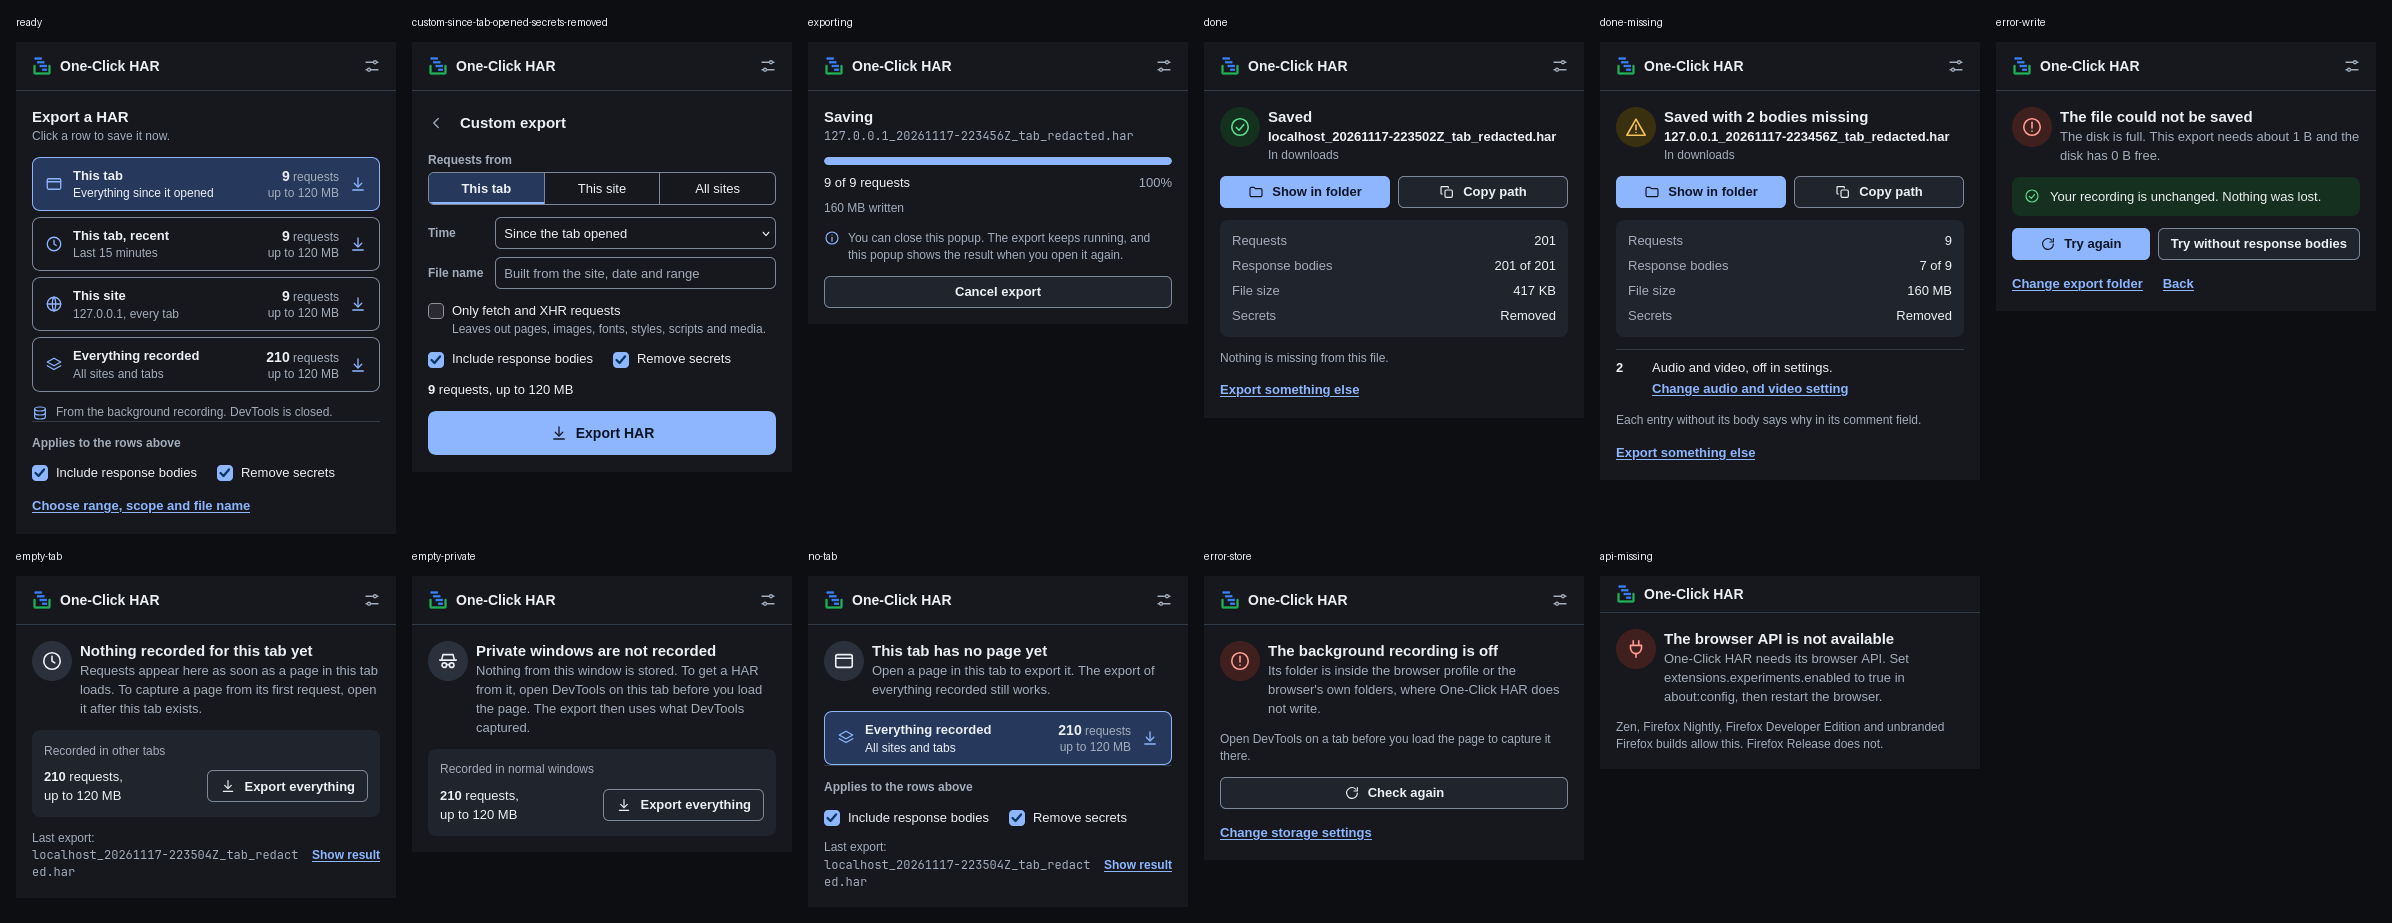 ready
One-Click HAR
Export a HAR
Click a row to save it now.
This tab
9 requests
Everything since it opened
up to 120 MB
This tab, recent
9 requests
Last 15 minutes
up to 120 MB
This site
9 requests
127.0.0.1, every tab
up to 120 MB
Everything recorded
210 requests
All sites and tabs
up to 120 MB
From the background recording. DevTools is closed.
Applies to the rows above
Include response bodies
Remove secrets
Choose range, scope and file name
custom-since-tab-opened-secrets-removed
One-Click HAR
Custom export
Requests from
This tab
This site
All sites
Time
Since the tab opened
File name
Built from the site, date and range
Only fetch and XHR requests
Leaves out pages, images, fonts, styles, scripts and media.
Include response bodies
Remove secrets
9 requests, up to 120 MB
Export HAR
exporting
One-Click HAR
Saving
127.0.0.1_20261117-223456Z_tab_redacted.har
9 of 9 requests
100%
160 MB written
You can close this popup. The export keeps running, and
this popup shows the result when you open it again.
Cancel export
done
One-Click HAR
Saved
localhost_20261117-223502Z_tab_redacted.har
In downloads
Show in folder
Copy path
Requests
201
Response bodies
201 of 201
File size
417 KB
Secrets
Removed
Nothing is missing from this file.
Export something else
done-missing
One-Click HAR
Saved with 2 bodies missing
127.0.0.1_20261117-223456Z_tab_redacted.har
In downloads
Show in folder
Copy path
Requests
9
Response bodies
7 of 9
File size
160 MB
Secrets
Removed
2
Audio and video, off in settings.
Change audio and video setting
Each entry without its body says why in its comment field.
Export something else
error-write
One-Click HAR
The file could not be saved
The disk is full. This export needs about 1 B and the
disk has 0 B free.
Your recording is unchanged. Nothing was lost.
Try again
Try without response bodies
Change export folder
Back
empty-tab
One-Click HAR
Nothing recorded for this tab yet
Requests appear here as soon as a page in this tab
loads. To capture a page from its first request, open
it after this tab exists.
Recorded in other tabs
210 requests,
up to 120 MB
Export everything
Last export:
localhost_20261117-223504Z_tab_redact
ed.har
Show result
empty-private
One-Click HAR
Private windows are not recorded
Nothing from this window is stored. To get a HAR
from it, open DevTools on this tab before you load
the page. The export then uses what DevTools
captured.
Recorded in normal windows
210 requests,
up to 120 MB
Export everything
no-tab
One-Click HAR
This tab has no page yet
Open a page in this tab to export it. The export of
everything recorded still works.
Everything recorded
210 requests
All sites and tabs
up to 120 MB
Applies to the rows above
Include response bodies
Remove secrets
Last export:
localhost_20261117-223504Z_tab_redact
ed.har
Show result
error-store
One-Click HAR
The background recording is off
Its folder is inside the browser profile or the
browser's own folders, where One-Click HAR does
not write.
Open DevTools on a tab before you load the page to capture it
there.
Check again
Change storage settings
api-missing
One-Click HAR
The browser API is not available
One-Click HAR needs its browser API. Set
extensions.experiments.enabled to true in
about:config, then restart the browser.
Zen, Firefox Nightly, Firefox Developer Edition and unbranded
Firefox builds allow this. Firefox Release does not.